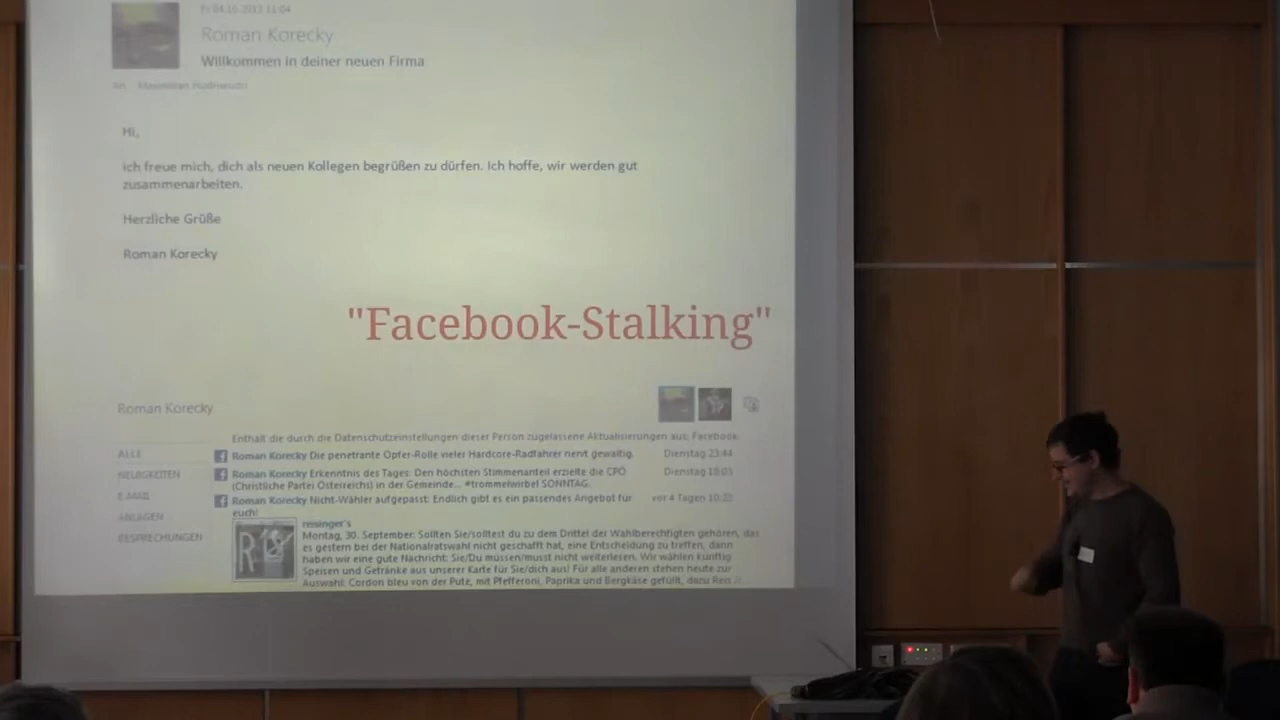 Fr 04.10.2013 11:04
Roman Korecky
Willkommen in deiner neuen Firma
An
Hi,
ich freue mich, dich als neuen Kollegen begrüßen zu dürfen. Ich hoffe, wir werden gut
zusammenarbeiten.
Herzliche Grüße
Roman Korecky
"Facebook-Stalking"
Roman Korecky
Enthält die durch die Datenschutzeinstellungen dieser Person zugelassene Aktualisierungen aus: Facebook.
ALLE
NEUIGKEITEN
E-MAIL
ANLAGEN
BESPRECHUNGEN
Roman Korecky Die penetrante Opfer-Rolle vieler Hardcore-Radfahrer nervt gewaltig. Dienstag 23:44
Roman Korecky Erkenntnis des Tages: Den höchsten Stimmenanteil erzielte die CPÖ Dienstag 18:03
(Christliche Partei Österreichs) in der Gemeinde... #trommelwirbel SONNTAG.
Roman Korecky Nicht-Wähler aufgepasst: Endlich gibt es ein passendes Angebot für vor 4 Tagen
euch!
reisinger's
Montag, 30. September: Sollten Sie/solltest du zu dem Drittel der Wahlberechtigten gehören, das
es gestern bei der Nationalratswahl nicht geschafft hat, eine Entscheidung zu treffen, dann
haben wir eine gute Nachricht: Sie/Du müssen/musst nicht weiterlesen. Wir wählen künftig
Speisen und Getränke aus unserer Karte für Sie/dich aus! Für alle anderen stehen heute zur
Auswahl: Cordon bleu von der Pute, mit Pfefferoni, Paprika und Bergkäse gefüllt, dazu Reis //